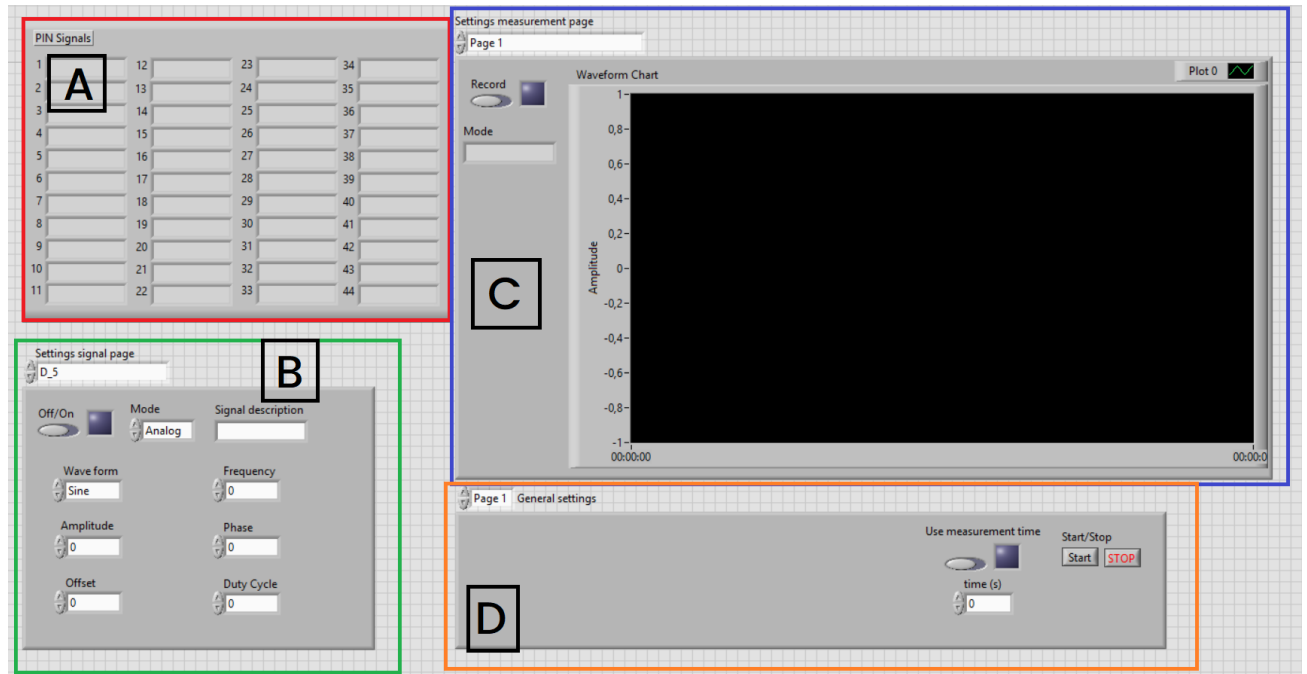 PIN Signals
1 12 23 34
2 13 24 35
3 14 25 36
4 15 26 37
5 16 27 38
6 17 28 39
7 18 29 40
8 19 30 41
9 20 31 42
10 21 32 43
11 22 33 44
A
Settings signal page
D_5
B
Off/On
Mode
Analog
Signal description
Wave form
Sine
Frequency
0
Amplitude
0
Phase
0
Offset
0
Duty Cycle
0
Settings measurement page
Page 1
Record
Mode
C
Waveform Chart
Plot 0
Amplitude
1
0,8
0,6
0,4
0,2
0
-0,2
-0,4
-0,6
-0,8
-1
00:00:00
00:00:0
Page 1 General settings
D
Use measurement time
time (s)
0
Start/Stop
Start STOP